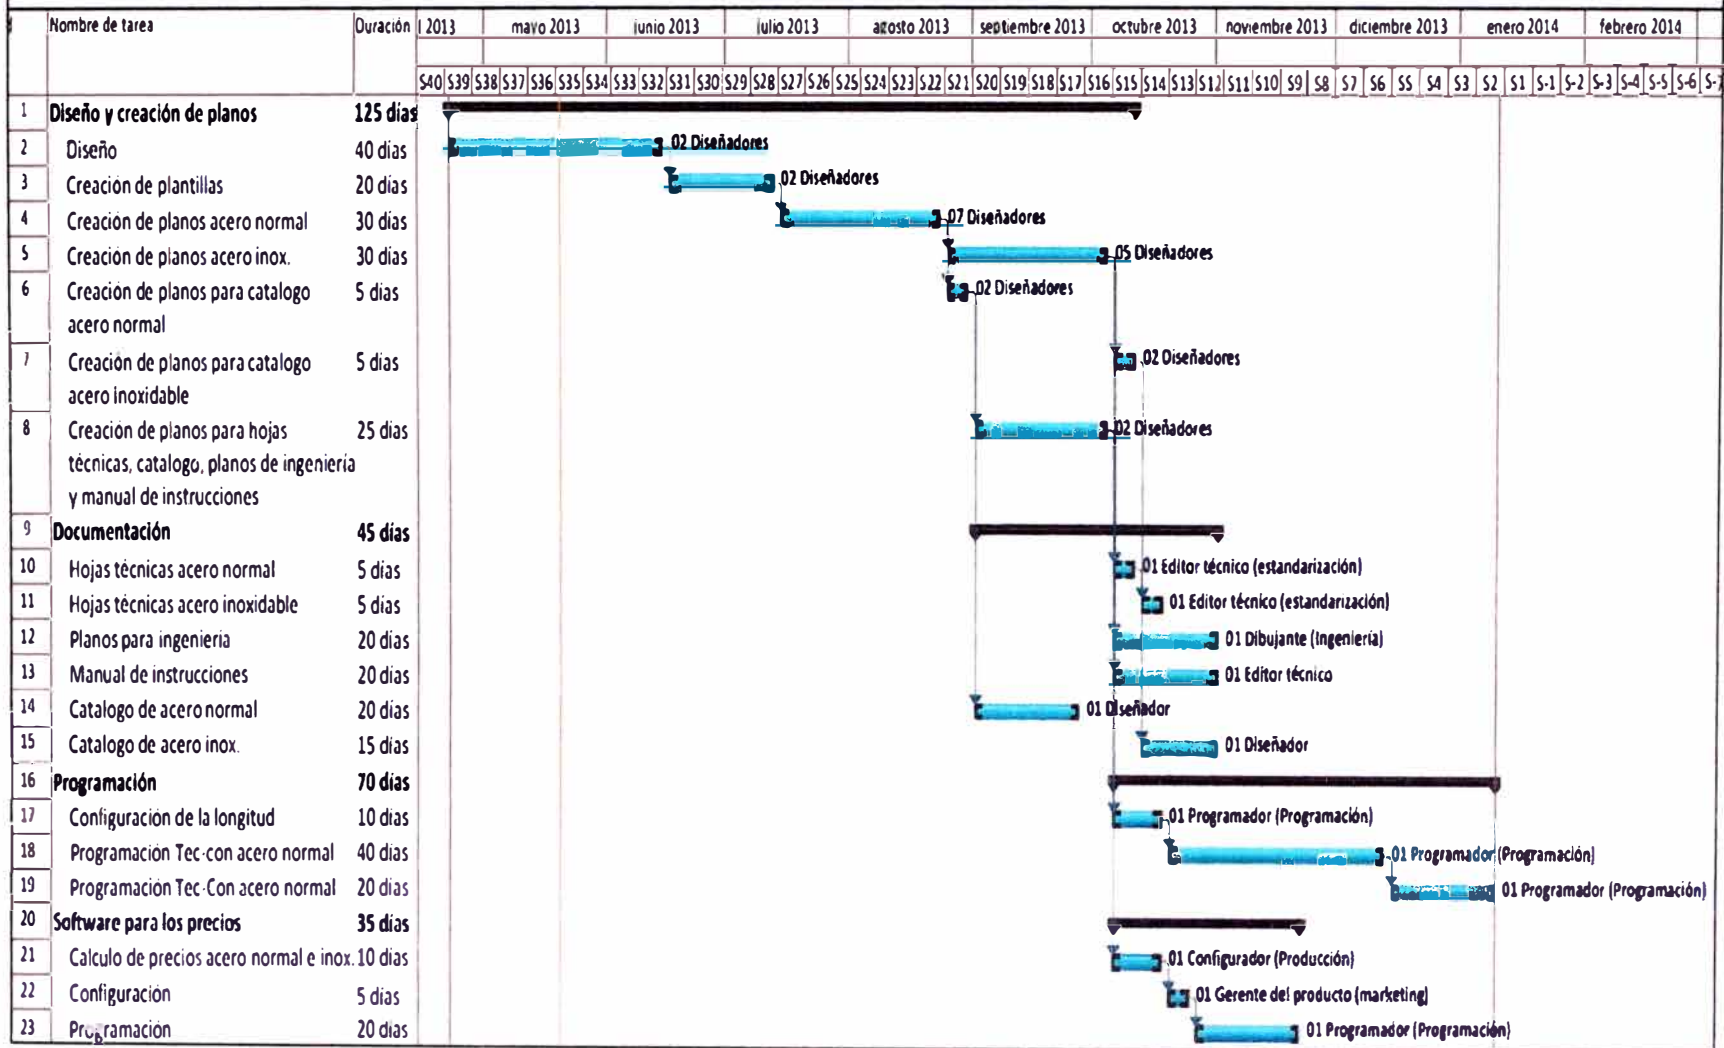 Nombre de tarea Duración l 2013 mayo 2013 junio 2013 julio 2013 agosto 2013 septiembre 2013 octubre 2013 noviembre 2013 diciembre 2013 enero 2014 febrero 2014
S40 S39 S38 S37 S36 S35 S34 S33 S32 S31 S30 S29 S28 S27 S26 S25 S24 S23 S22 S21 S20 S19 S18 S17 S16 S15 S14 S13 S12 S11 S10 S9 S8 S7 S6 S5 S4 S3 S2 S1 S-1 S-2 S-3 S-4 S-5 S-6 S-7
1 Diseño y creación de planos 125 días
2 Diseño 40 días 02 Diseñadores
3 Creación de plantillas 20 días 02 Diseñadores
4 Creación de planos acero normal 30 días 07 Diseñadores
5 Creación de planos acero inox. 30 días 05 Diseñadores
6 Creación de planos para catalogo 5 días 02 Diseñadores
acero normal
7 Creación de planos para catalogo 5 días 02 Diseñadores
acero inoxidable
8 Creación de planos para hojas 25 días 02 Diseñadores
técnicas, catalogo, planos de ingeniería
y manual de instrucciones
9 Documentación 45 días
10 Hojas técnicas acero normal 5 días 01 Editor técnico (estandarización)
11 Hojas técnicas acero inoxidable 5 días 01 Editor técnico (estandarización)
12 Planos para ingeniería 20 días 01 Dibujante (Ingeniería)
13 Manual de instrucciones 20 días 01 Editor técnico
14 Catalogo de acero normal 20 días 01 Diseñador
15 Catalogo de acero inox. 15 días 01 Diseñador
16 Programación 70 días
17 Configuración de la longitud 10 días 01 Programador (Programación)
18 Programación Tec-con acero normal 40 días 01 Programador (Programación)
19 Programación Tec-Con acero normal 20 días 01 Programador (Programación)
20 Software para los precios 35 días
21 Calculo de precios acero normal e inox. 10 días 01 Configurador (Producción)
22 Configuración 5 días 01 Gerente del producto (marketing)
23 Programación 20 días 01 Programador (Programación)